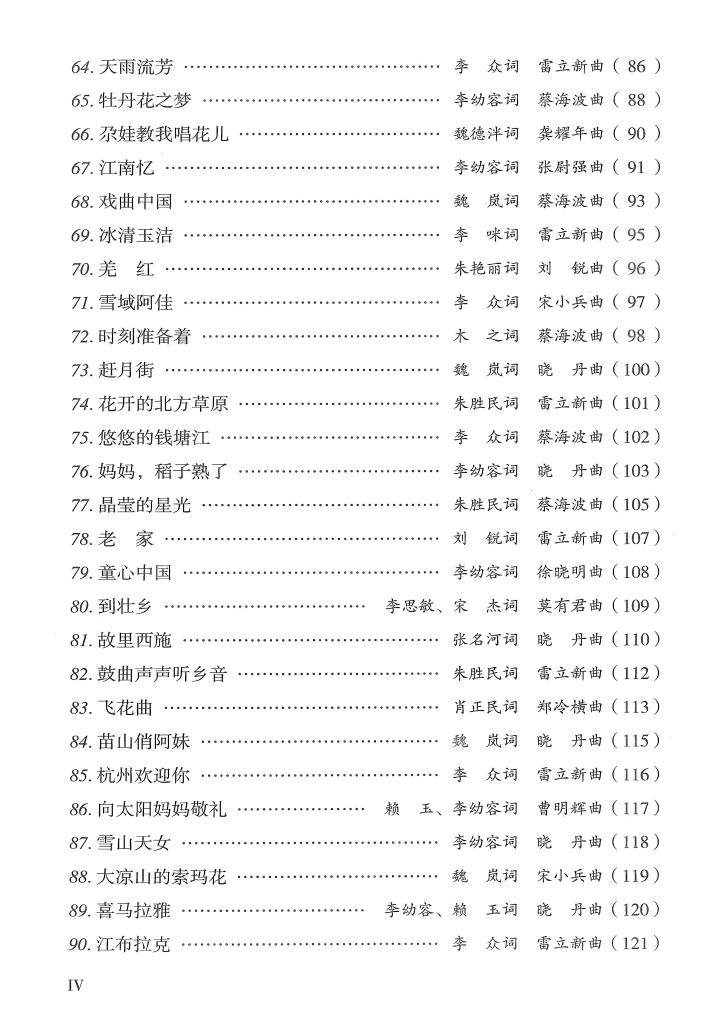 64. 天雨流芳 …………………………………… 李　众词　雷立新曲（ 86 ）
65. 牡丹花之梦 ………………………………… 李幼容词　蔡海波曲（ 88 ）
66. 尕娃教我唱花儿 …………………………… 魏德泮词　龚耀年曲（ 90 ）
67. 江南忆 ……………………………………… 李幼容词　张尉强曲（ 91 ）
68. 戏曲中国 …………………………………… 魏　岚词　蔡海波曲（ 93 ）
69. 冰清玉洁 …………………………………… 李　咪词　雷立新曲（ 95 ）
70. 羌　红 ……………………………………… 朱艳丽词　刘　锐曲（ 96 ）
71. 雪域阿佳 …………………………………… 李　众词　宋小兵曲（ 97 ）
72. 时刻准备着 ………………………………… 木　之词　蔡海波曲（ 98 ）
73. 赶月街 ……………………………………… 魏　岚词　晓　丹曲（100）
74. 花开的北方草原 …………………………… 朱胜民词　雷立新曲（101）
75. 悠悠的钱塘江 ……………………………… 李　众词　蔡海波曲（102）
76. 妈妈，稻子熟了 …………………………… 李幼容词　晓　丹曲（103）
77. 晶莹的星光 ………………………………… 朱胜民词　蔡海波曲（105）
78. 老　家 ……………………………………… 刘　锐词　雷立新曲（107）
79. 童心中国 …………………………………… 李幼容词　徐晓明曲（108）
80. 到壮乡 …………………………… 李思敏、宋　杰词　莫有君曲（109）
81. 故里西施 …………………………………… 张名河词　晓　丹曲（110）
82. 鼓曲声声听乡音 …………………………… 朱胜民词　雷立新曲（112）
83. 飞花曲 ……………………………………… 肖正民词　郑冷横曲（113）
84. 苗山俏阿妹 ………………………………… 魏　岚词　晓　丹曲（115）
85. 杭州欢迎你 ………………………………… 李　众词　雷立新曲（116）
86. 向太阳妈妈敬礼 ………………… 赖　玉、李幼容词　曹明辉曲（117）
87. 雪山天女 …………………………………… 李幼容词　晓　丹曲（118）
88. 大凉山的索玛花 …………………………… 魏　岚词　宋小兵曲（119）
89. 喜马拉雅 ………………………… 李幼容、赖　玉词　晓　丹曲（120）
90. 江布拉克 …………………………………… 李　众词　雷立新曲（121）
IV